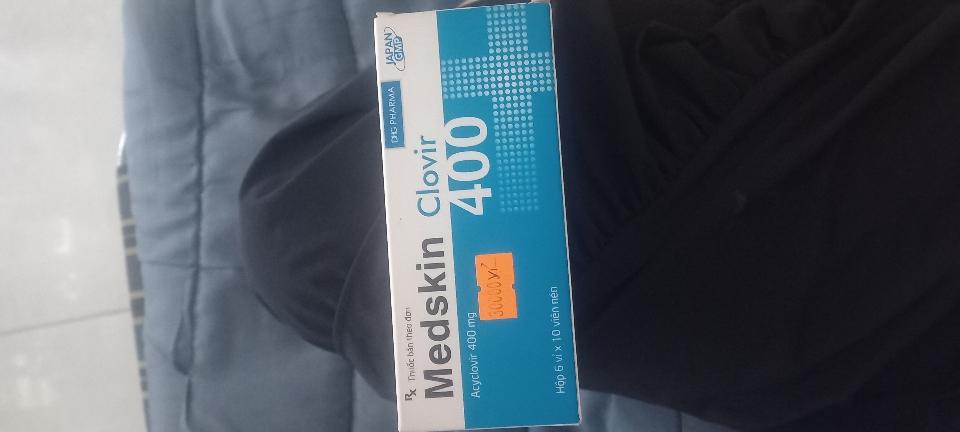 Rx Thuốc bán theo đơn
DHG PHARMA
JAPAN
GMP
Medskin Clovir
400
Acyclovir 400 mg
30000 vỉ
Hộp 6 vỉ x 10 viên nén